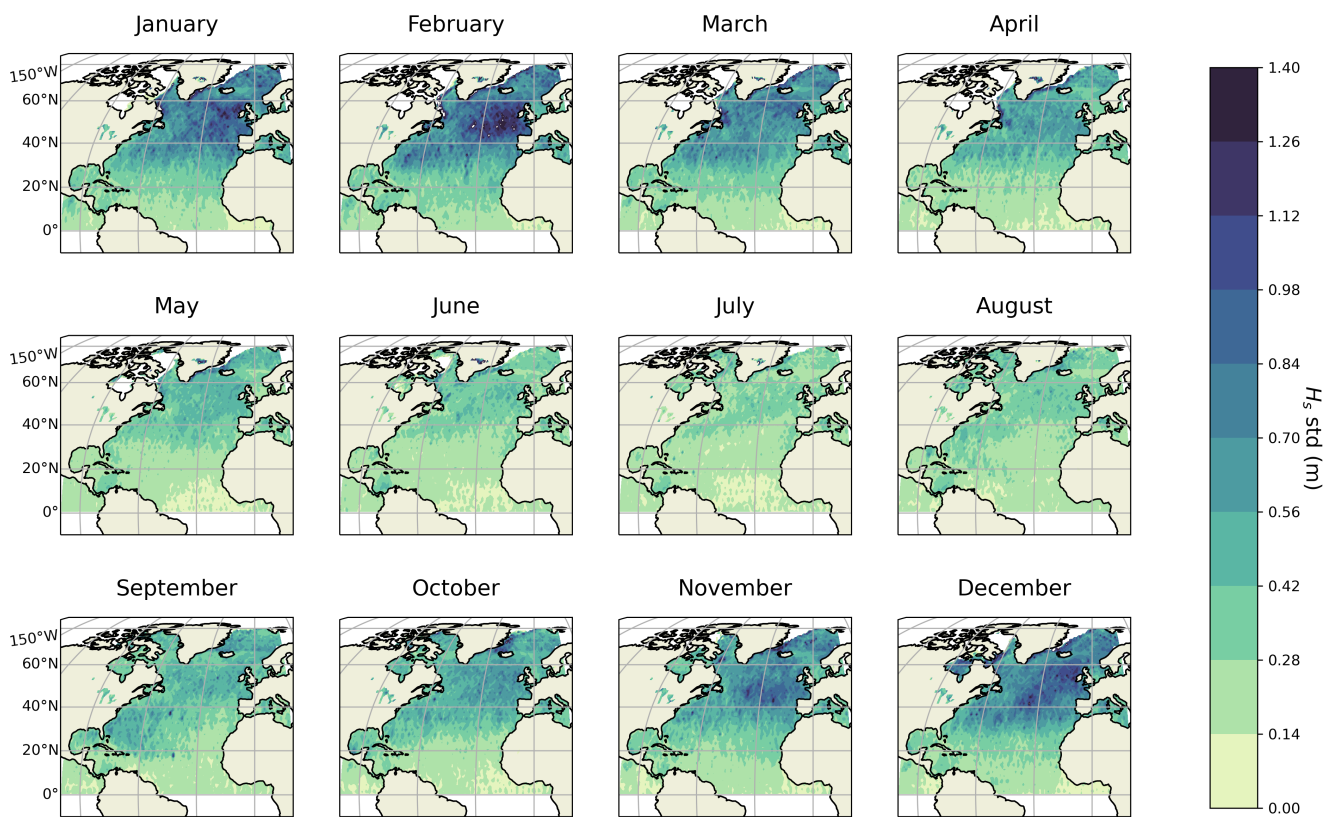 January
February
March
April
150°W
60°N
40°N
20°N
0°
May
June
July
August
150°W
60°N
40°N
20°N
0°
September
October
November
December
150°W
60°N
40°N
20°N
0°
1.40
1.26
1.12
0.98
0.84
0.70
0.56
0.42
0.28
0.14
0.00
Hs std (m)